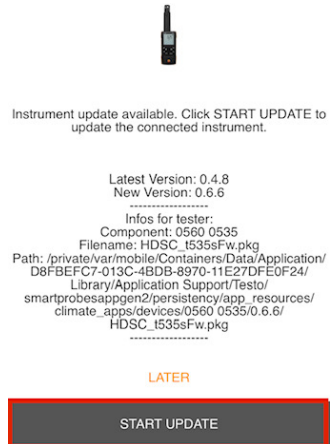 Instrument update available. Click START UPDATE to
update the connected instrument.
Latest Version: 0.4.8
New Version: 0.6.6
------------------
Infos for tester:
Component: 0560 0535
Filename: HDSC_t535sFw.pkg
Path: /private/var/mobile/Containers/Data/Application/
D8FBEFC7-013C-4BDB-8970-11E27DFE0F24/
Library/Application Support/Testo/
smartprobesappgen2/persistency/app_resources/
climate_apps/devices/0560 0535/0.6.6/
HDSC_t535sFw.pkg
------------------
LATER
START UPDATE